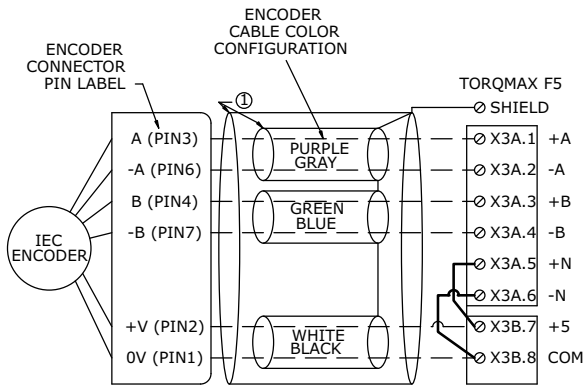 ENCODER
CABLE COLOR
CONFIGURATION
ENCODER
CONNECTOR
PIN LABEL
①
TORQMAX F5
SHIELD
A (PIN3)
PURPLE
X3A.1 +A
-A (PIN6)
GRAY
X3A.2 -A
B (PIN4)
GREEN
X3A.3 +B
-B (PIN7)
BLUE
X3A.4 -B
IEC
ENCODER
X3A.5 +N
X3A.6 -N
+V (PIN2)
WHITE
X3B.7 +5
0V (PIN1)
BLACK
X3B.8 COM